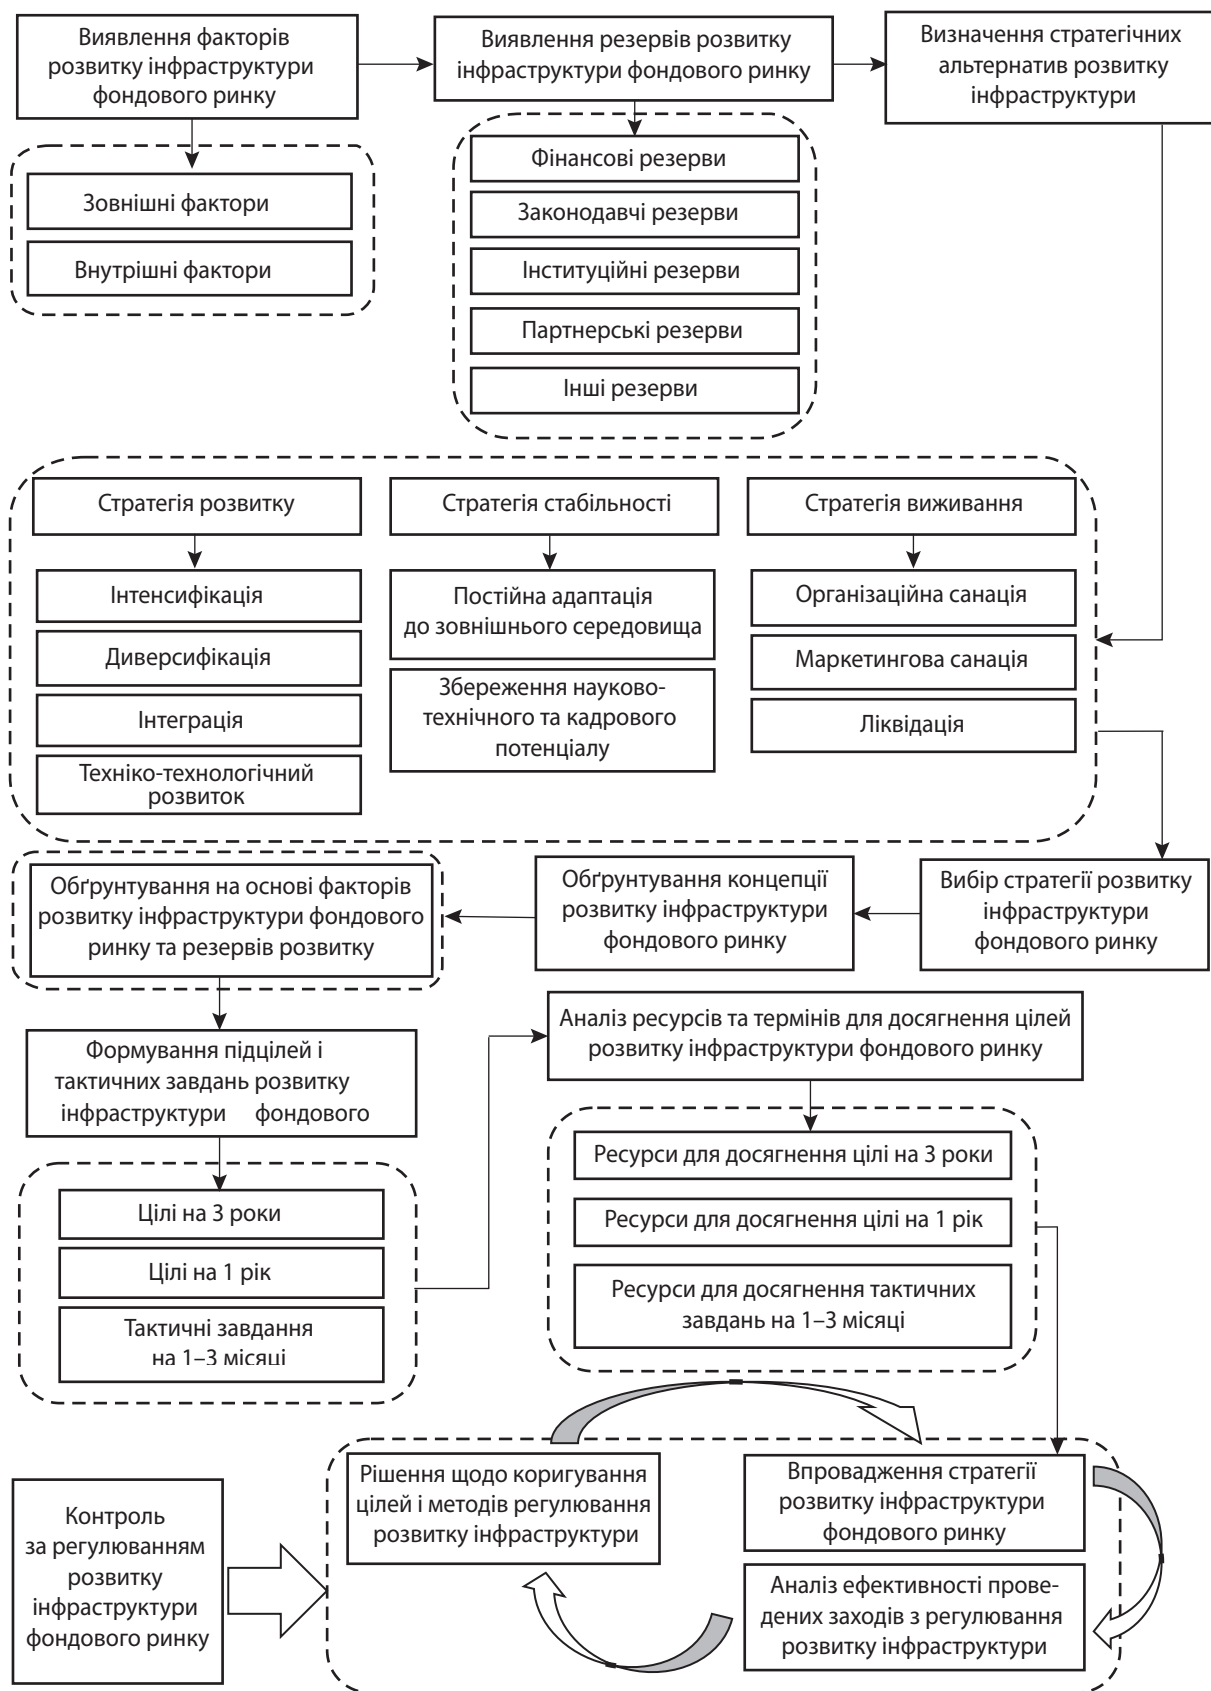 Виявлення факторів
розвитку інфраструктури
фондового ринку
Виявлення резервів розвитку
інфраструктури фондового ринку
Визначення стратегічних
альтернатив розвитку
інфраструктури
Зовнішні фактори
Внутрішні фактори
Фінансові резерви
Законодавчі резерви
Інституційні резерви
Партнерські резерви
Інші резерви
Стратегія розвитку
Інтенсифікація
Диверсифікація
Інтеграція
Техніко-технологічний
розвиток
Стратегія стабільності
Постійна адаптація
до зовнішнього середовища
Збереження науково-
технічного та кадрового
потенціалу
Стратегія виживання
Організаційна санація
Маркетингова санація
Ліквідація
Вибір стратегії розвитку
інфраструктури
фондового ринку
Обґрунтування концепції
розвитку інфраструктури
фондового ринку
Обґрунтування на основі факторів
розвитку інфраструктури фондового
ринку та резервів розвитку
Формування підцілей і
тактичних завдань розвитку
інфраструктури фондового
Цілі на 3 роки
Цілі на 1 рік
Тактичні завдання
на 1–3 місяці
Аналіз ресурсів та термінів для досягнення цілей
розвитку інфраструктури фондового ринку
Ресурси для досягнення цілі на 3 роки
Ресурси для досягнення цілі на 1 рік
Ресурси для досягнення тактичних
завдань на 1–3 місяці
Контроль
за регулюванням
розвитку
інфраструктури
фондового ринку
Рішення щодо коригування
цілей і методів регулювання
розвитку інфраструктури
Впровадження стратегії
розвитку інфраструктури
фондового ринку
Аналіз ефективності прове-
дених заходів з регулювання
розвитку інфраструктури